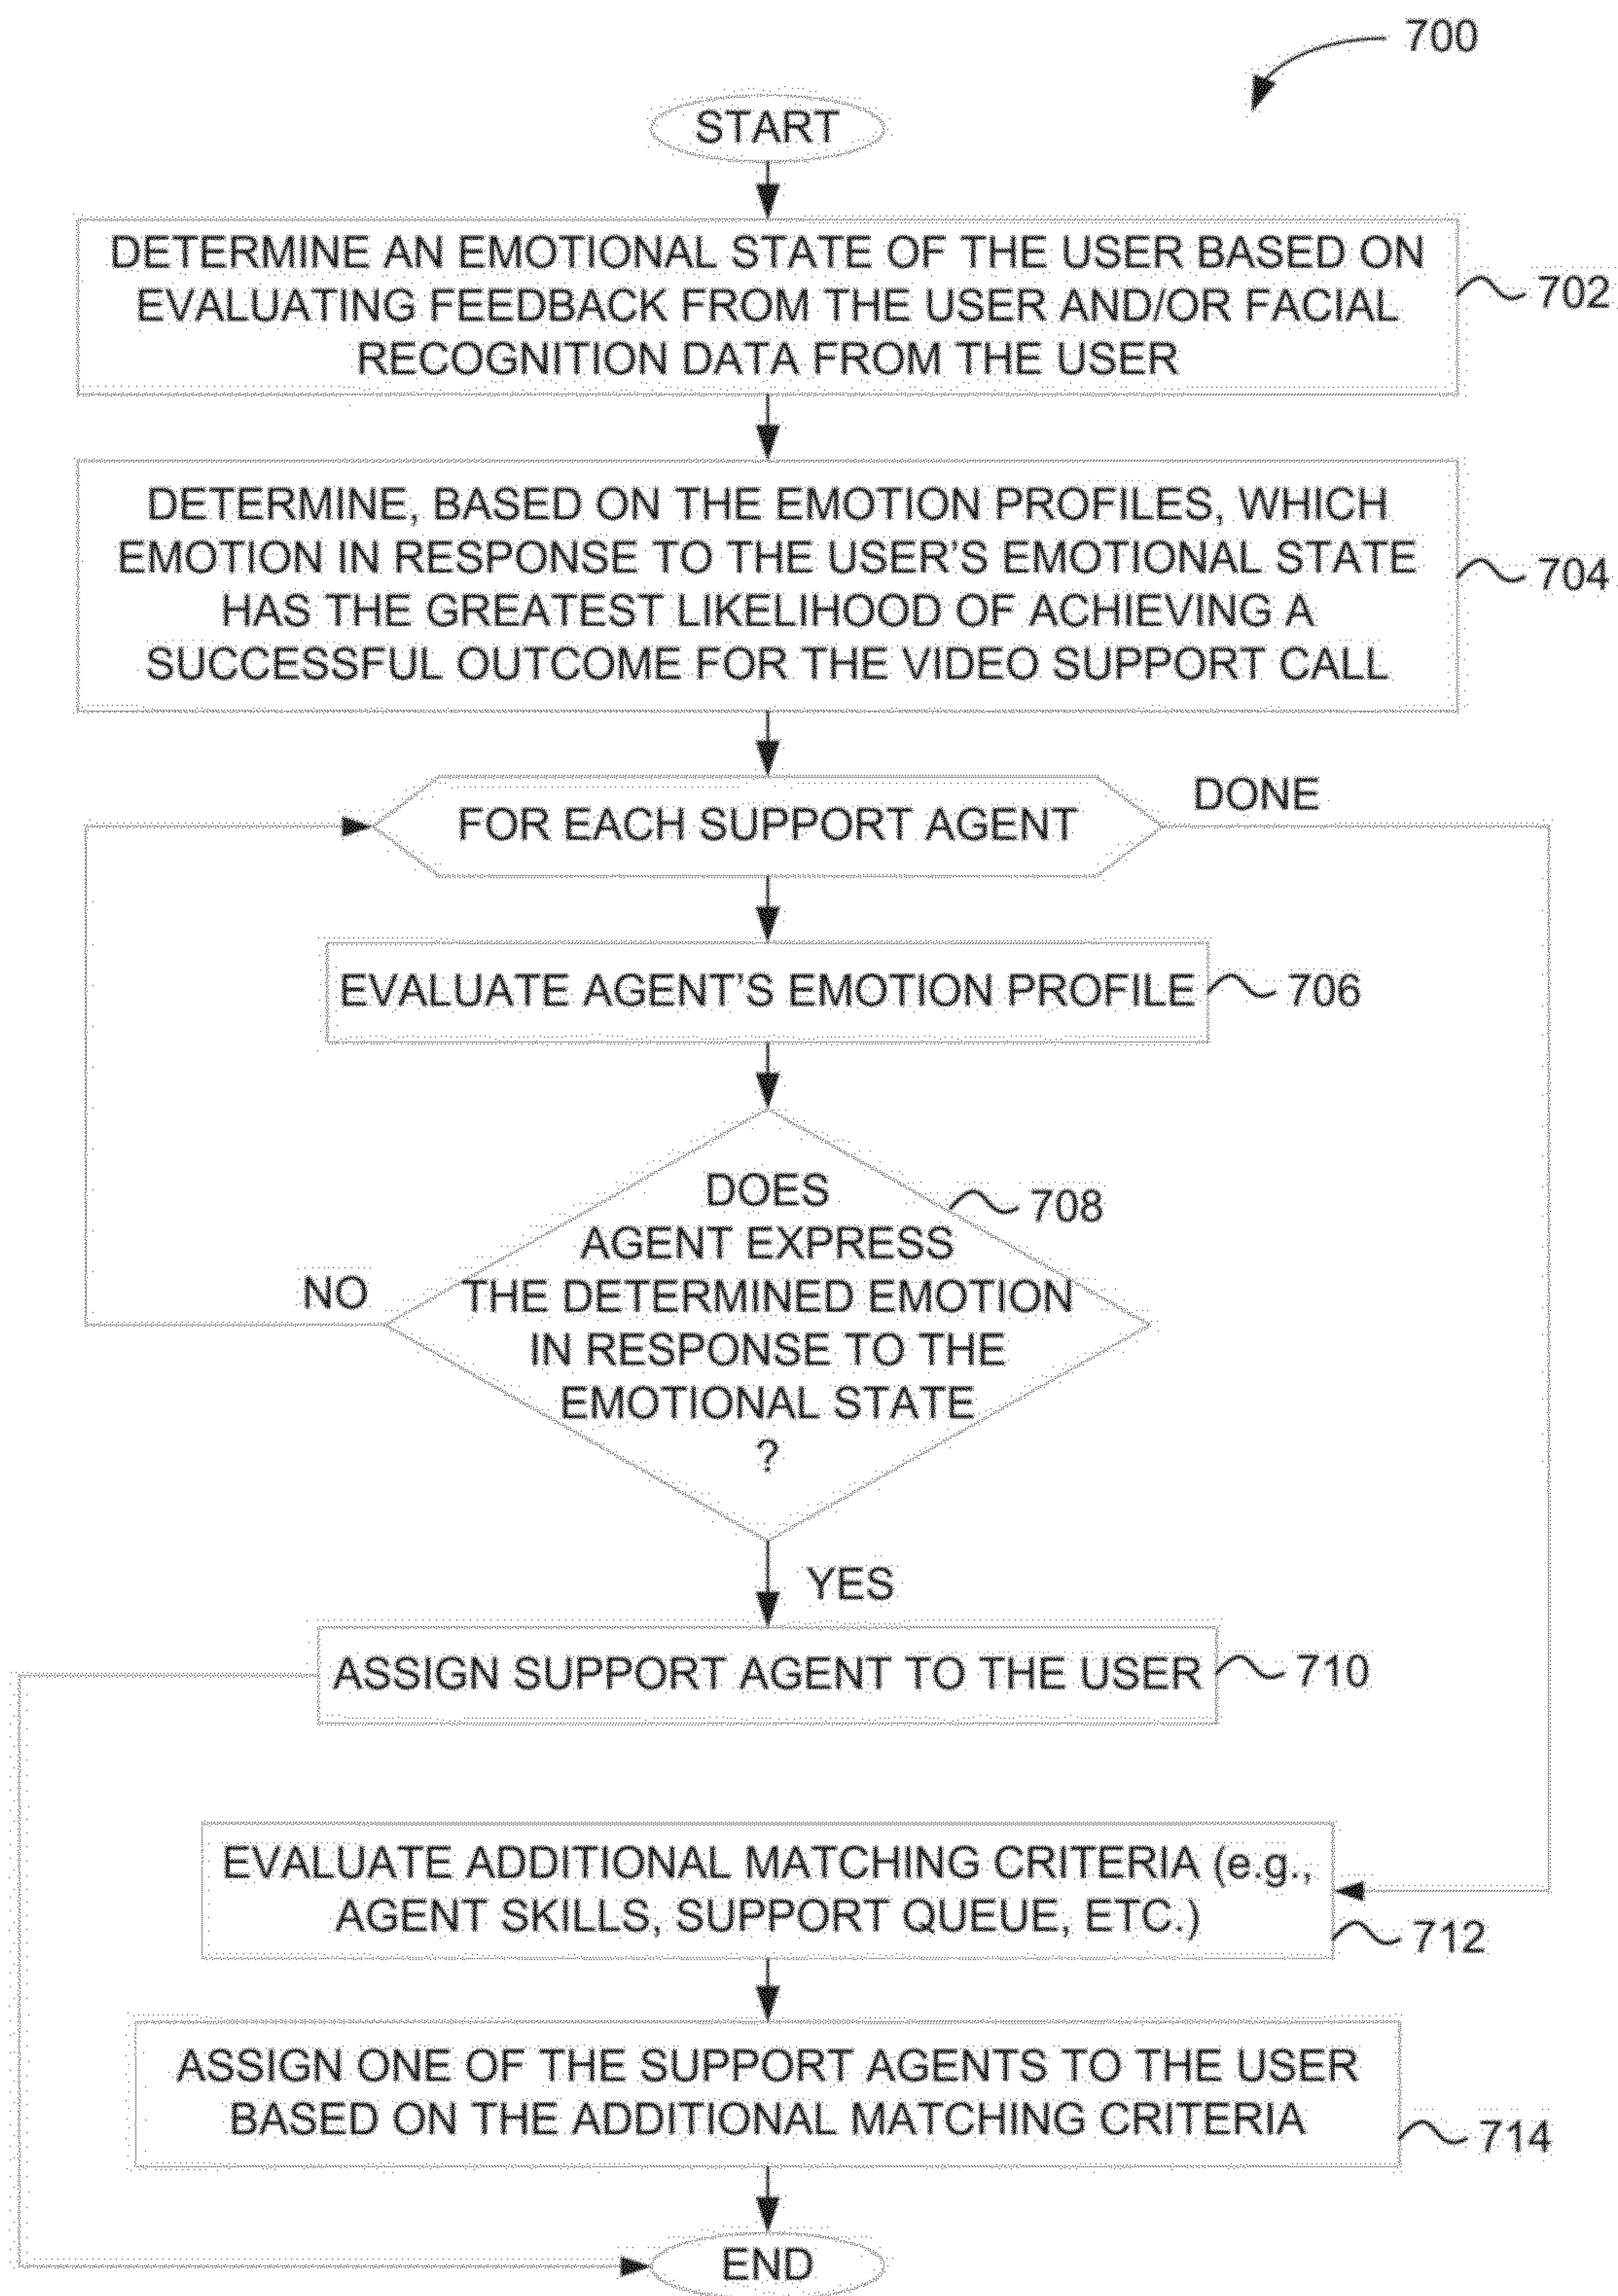 700
START
DETERMINE AN EMOTIONAL STATE OF THE USER BASED ON
EVALUATING FEEDBACK FROM THE USER AND/OR FACIAL
RECOGNITION DATA FROM THE USER
702
DETERMINE, BASED ON THE EMOTION PROFILES, WHICH
EMOTION IN RESPONSE TO THE USER'S EMOTIONAL STATE
HAS THE GREATEST LIKELIHOOD OF ACHIEVING A
SUCCESSFUL OUTCOME FOR THE VIDEO SUPPORT CALL
704
FOR EACH SUPPORT AGENT
DONE
EVALUATE AGENT'S EMOTION PROFILE
706
DOES
AGENT EXPRESS
THE DETERMINED EMOTION
IN RESPONSE TO THE
EMOTIONAL STATE
?
708
NO
YES
ASSIGN SUPPORT AGENT TO THE USER
710
EVALUATE ADDITIONAL MATCHING CRITERIA (e.g.,
AGENT SKILLS, SUPPORT QUEUE, ETC.)
712
ASSIGN ONE OF THE SUPPORT AGENTS TO THE USER
BASED ON THE ADDITIONAL MATCHING CRITERIA
714
END